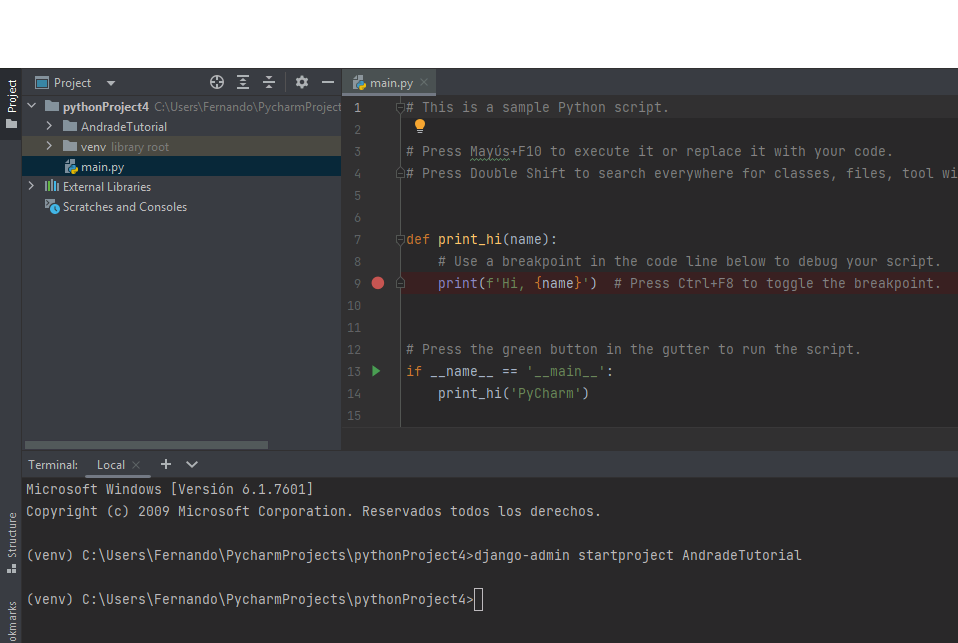 Project
main.py
pythonProject4 C:\Users\Fernando\PycharmProject
AndradeTutorial
venv library root
main.py
External Libraries
Scratches and Consoles
Project
Structure
okmarks
1 # This is a sample Python script.
2
3 # Press Mayús+F10 to execute it or replace it with your code.
4 # Press Double Shift to search everywhere for classes, files, tool wi
5
6
7 def print_hi(name):
8 # Use a breakpoint in the code line below to debug your script.
9 print(f'Hi, {name}') # Press Ctrl+F8 to toggle the breakpoint.
10
11
12 # Press the green button in the gutter to run the script.
13 if __name__ == '__main__':
14 print_hi('PyCharm')
15
Terminal: Local
Microsoft Windows [Versión 6.1.7601]
Copyright (c) 2009 Microsoft Corporation. Reservados todos los derechos.
(venv) C:\Users\Fernando\PycharmProjects\pythonProject4>django-admin startproject AndradeTutorial
(venv) C:\Users\Fernando\PycharmProjects\pythonProject4>